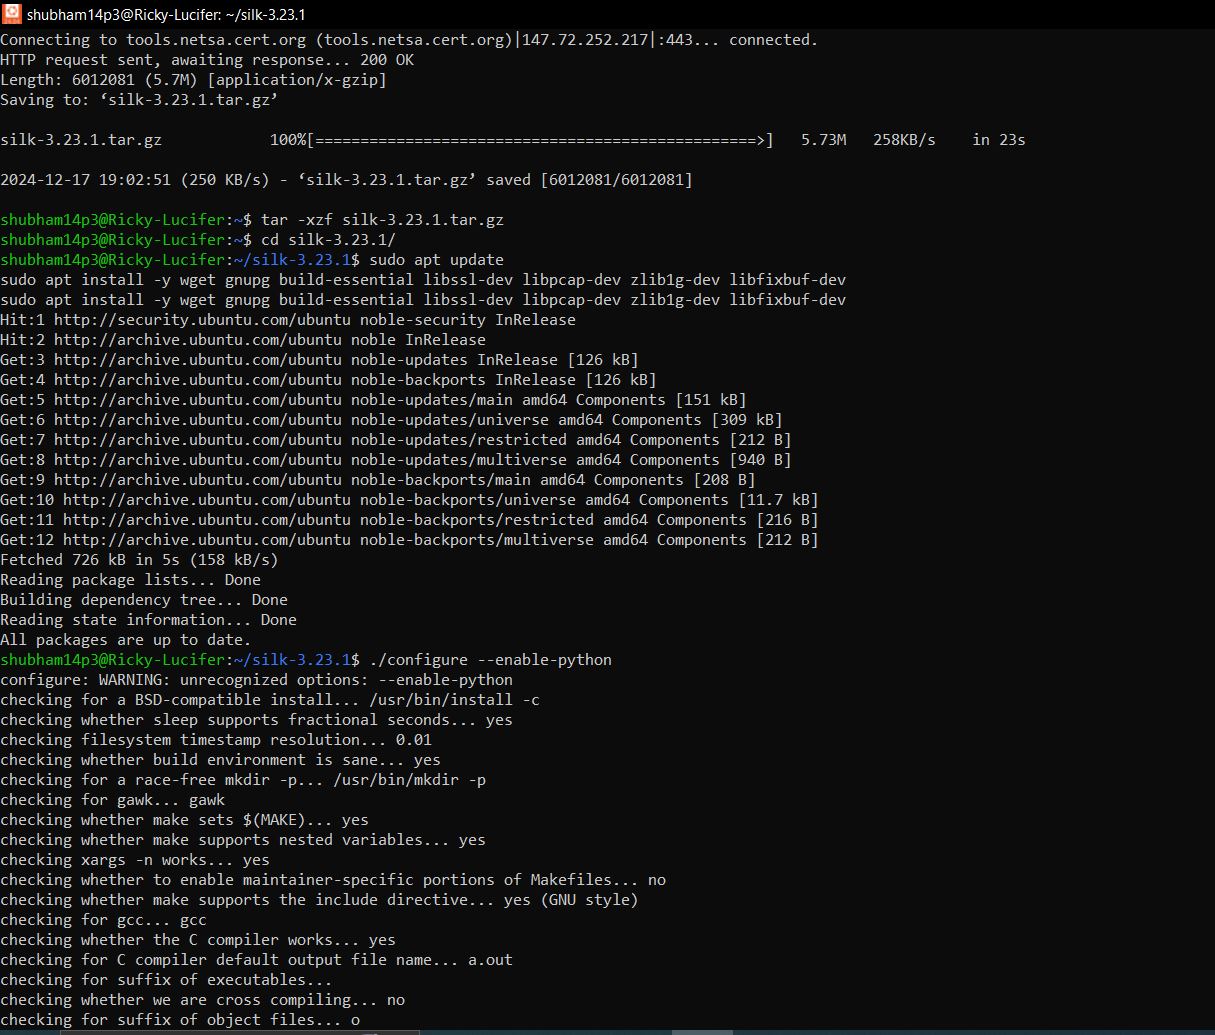 shubham14p3@Ricky-Lucifer: ~/silk-3.23.1
Connecting to tools.netsa.cert.org (tools.netsa.cert.org)|147.72.252.217|:443... connected.
HTTP request sent, awaiting response... 200 OK
Length: 6012081 (5.7M) [application/x-gzip]
Saving to: ‘silk-3.23.1.tar.gz’
silk-3.23.1.tar.gz 100%[=================================================>] 5.73M 258KB/s in 23s
2024-12-17 19:02:51 (250 KB/s) - ‘silk-3.23.1.tar.gz’ saved [6012081/6012081]
shubham14p3@Ricky-Lucifer:~$ tar -xzf silk-3.23.1.tar.gz
shubham14p3@Ricky-Lucifer:~$ cd silk-3.23.1/
shubham14p3@Ricky-Lucifer:~/silk-3.23.1$ sudo apt update
sudo apt install -y wget gnupg build-essential libssl-dev libpcap-dev zlib1g-dev libfixbuf-dev
sudo apt install -y wget gnupg build-essential libssl-dev libpcap-dev zlib1g-dev libfixbuf-dev
Hit:1 http://security.ubuntu.com/ubuntu noble-security InRelease
Hit:2 http://archive.ubuntu.com/ubuntu noble InRelease
Get:3 http://archive.ubuntu.com/ubuntu noble-updates InRelease [126 kB]
Get:4 http://archive.ubuntu.com/ubuntu noble-backports InRelease [126 kB]
Get:5 http://archive.ubuntu.com/ubuntu noble-updates/main amd64 Components [151 kB]
Get:6 http://archive.ubuntu.com/ubuntu noble-updates/universe amd64 Components [309 kB]
Get:7 http://archive.ubuntu.com/ubuntu noble-updates/restricted amd64 Components [212 B]
Get:8 http://archive.ubuntu.com/ubuntu noble-updates/multiverse amd64 Components [940 B]
Get:9 http://archive.ubuntu.com/ubuntu noble-backports/main amd64 Components [208 B]
Get:10 http://archive.ubuntu.com/ubuntu noble-backports/universe amd64 Components [11.7 kB]
Get:11 http://archive.ubuntu.com/ubuntu noble-backports/restricted amd64 Components [216 B]
Get:12 http://archive.ubuntu.com/ubuntu noble-backports/multiverse amd64 Components [212 B]
Fetched 726 kB in 5s (158 kB/s)
Reading package lists... Done
Building dependency tree... Done
Reading state information... Done
All packages are up to date.
shubham14p3@Ricky-Lucifer:~/silk-3.23.1$ ./configure --enable-python
configure: WARNING: unrecognized options: --enable-python
checking for a BSD-compatible install... /usr/bin/install -c
checking whether sleep supports fractional seconds... yes
checking filesystem timestamp resolution... 0.01
checking whether build environment is sane... yes
checking for a race-free mkdir -p... /usr/bin/mkdir -p
checking for gawk... gawk
checking whether make sets $(MAKE)... yes
checking whether make supports nested variables... yes
checking xargs -n works... yes
checking whether to enable maintainer-specific portions of Makefiles... no
checking whether make supports the include directive... yes (GNU style)
checking for gcc... gcc
checking whether the C compiler works... yes
checking for C compiler default output file name... a.out
checking for suffix of executables...
checking whether we are cross compiling... no
checking for suffix of object files... o